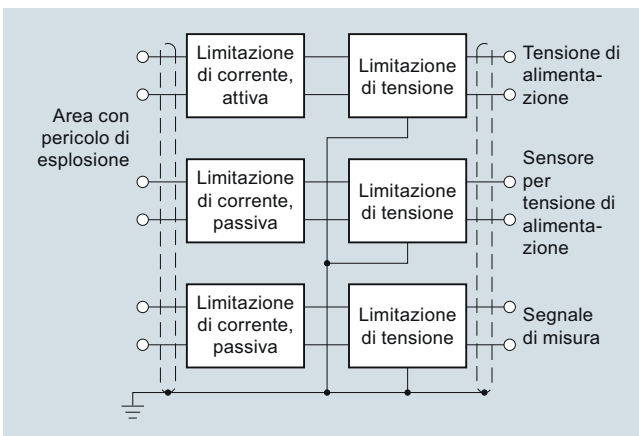 Area con
pericolo di
esplosione
Limitazione
di corrente,
attiva
Limitazione
di tensione
Tensione di
alimenta-
zione
Limitazione
di corrente,
passiva
Limitazione
di tensione
Sensore
per
tensione di
alimenta-
zione
Limitazione
di corrente,
passiva
Limitazione
di tensione
Segnale
di misura